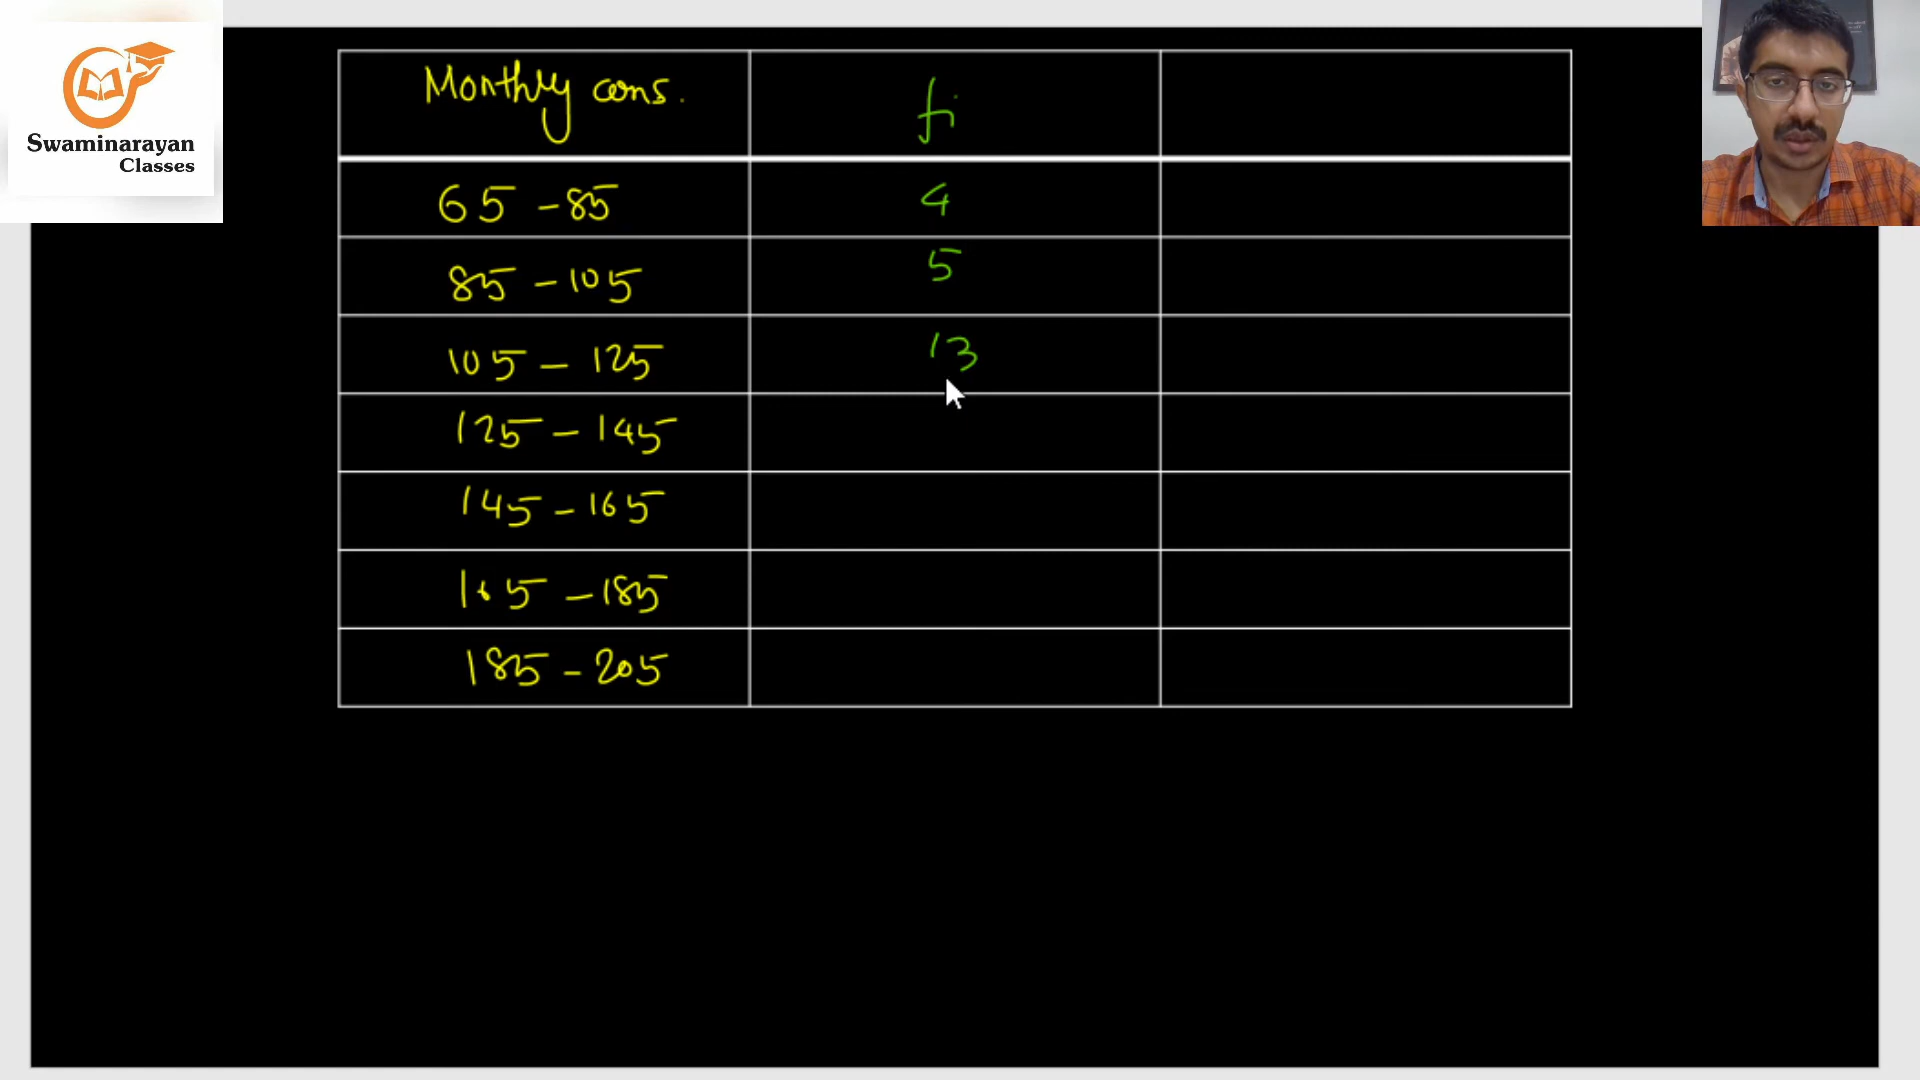 Swaminarayan
Classes
Monthly cons. fi
65 - 85 4
85 - 105 5
105 - 125 13
125 - 145
145 - 165
165 - 185
185 - 205